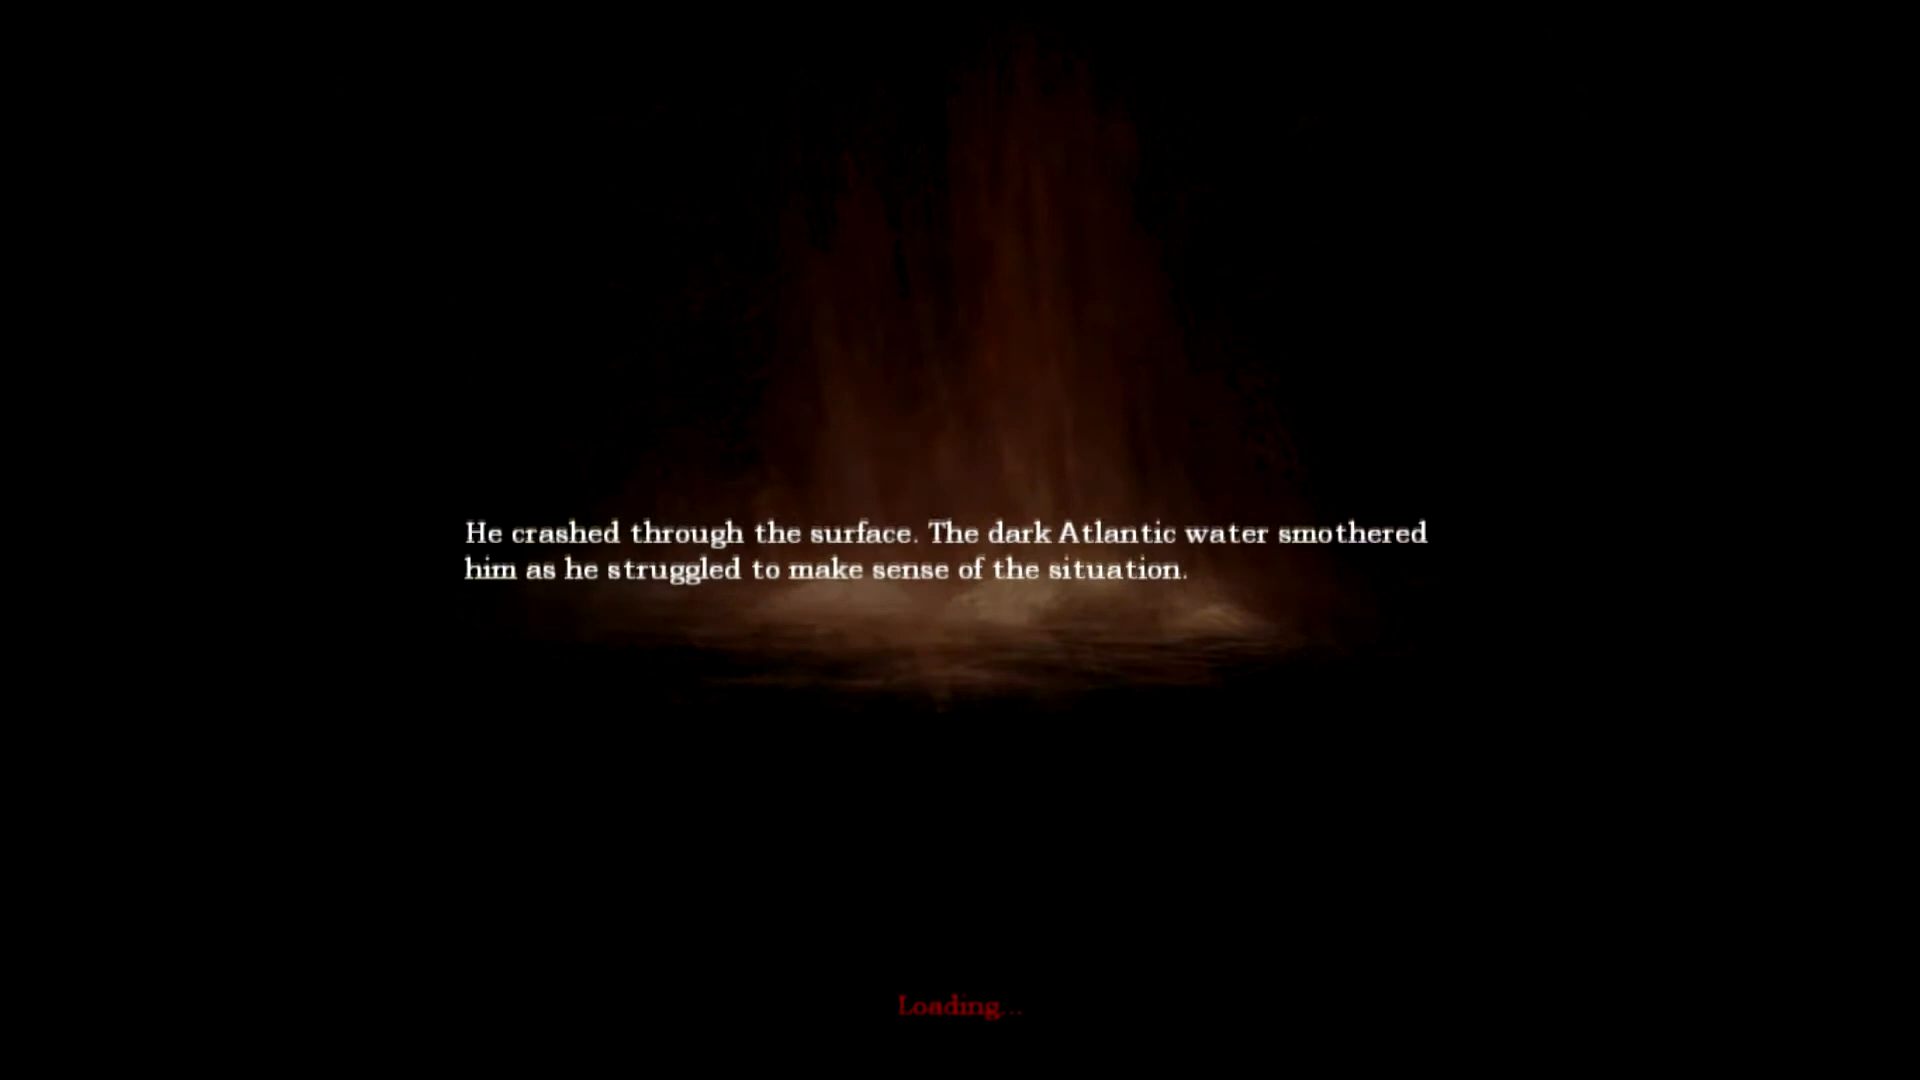 He crashed through the surface. The dark Atlantic water smothered
him as he struggled to make sense of the situation.
Loading...